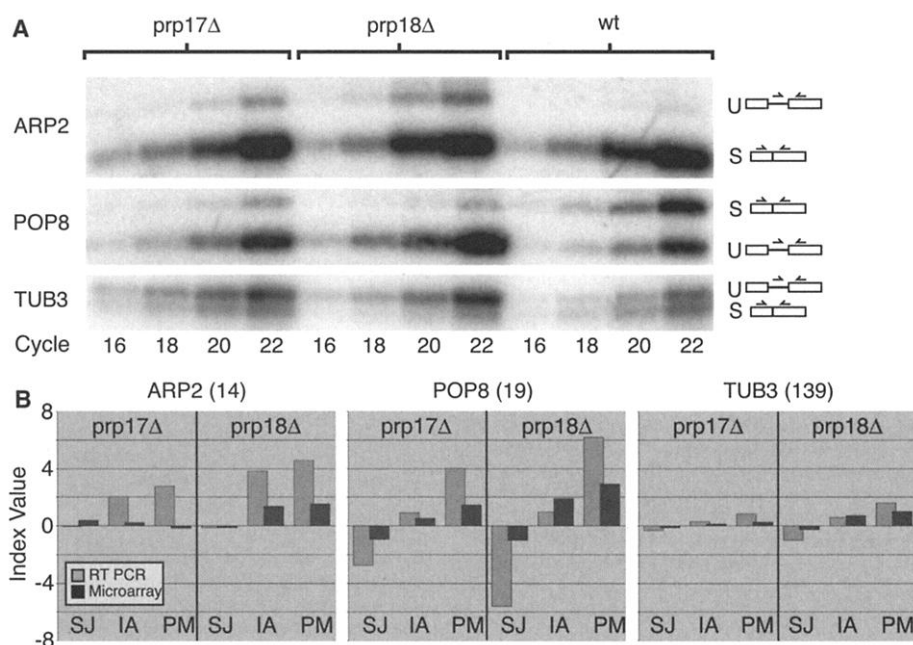 A
prp17Δ prp18Δ wt
ARP2
U
S
POP8
S
U
TUB3
U
S
Cycle 16 18 20 22 16 18 20 22 16 18 20 22
B
ARP2 (14) POP8 (19) TUB3 (139)
prp17Δ prp18Δ prp17Δ prp18Δ prp17Δ prp18Δ
Index Value
8
4
0
-4
-8
RT PCR
Microarray
SJ IA PM SJ IA PM SJ IA PM SJ IA PM SJ IA PM SJ IA PM